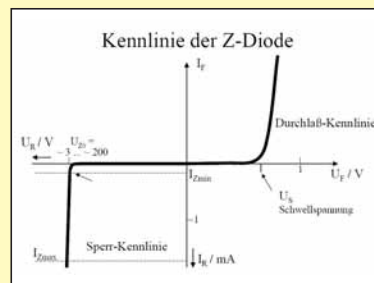 Kennlinie der Z-Diode
I_F
Durchlaß-Kennlinie
U_R / V
U_Z0 =
−3 ... −200
I_Zmin
U_F / V
1
U_S
Schwellspannung
−1
I_Zmax
Sperr-Kennlinie
I_R / mA